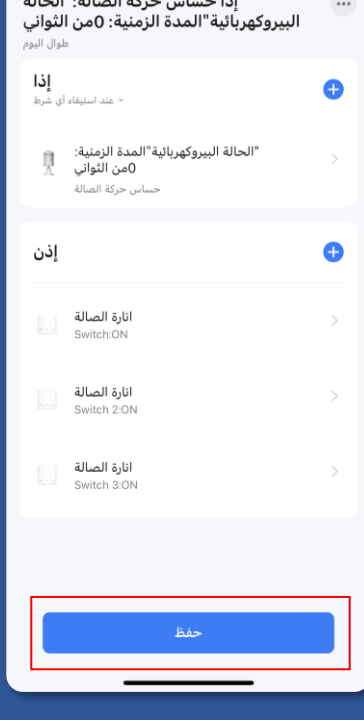 إذا حساس حركة الصالة: "الحالة
البيروكهربائية"المدة الزمنية: 0من الثواني
طوال اليوم
إذا
عند استيفاء أي شرط
"الحالة البيروكهربائية"المدة الزمنية:
0من الثواني
حساس حركة الصالة
إذن
انارة الصالة
Switch:ON
انارة الصالة
Switch 2:ON
انارة الصالة
Switch 3:ON
حفظ